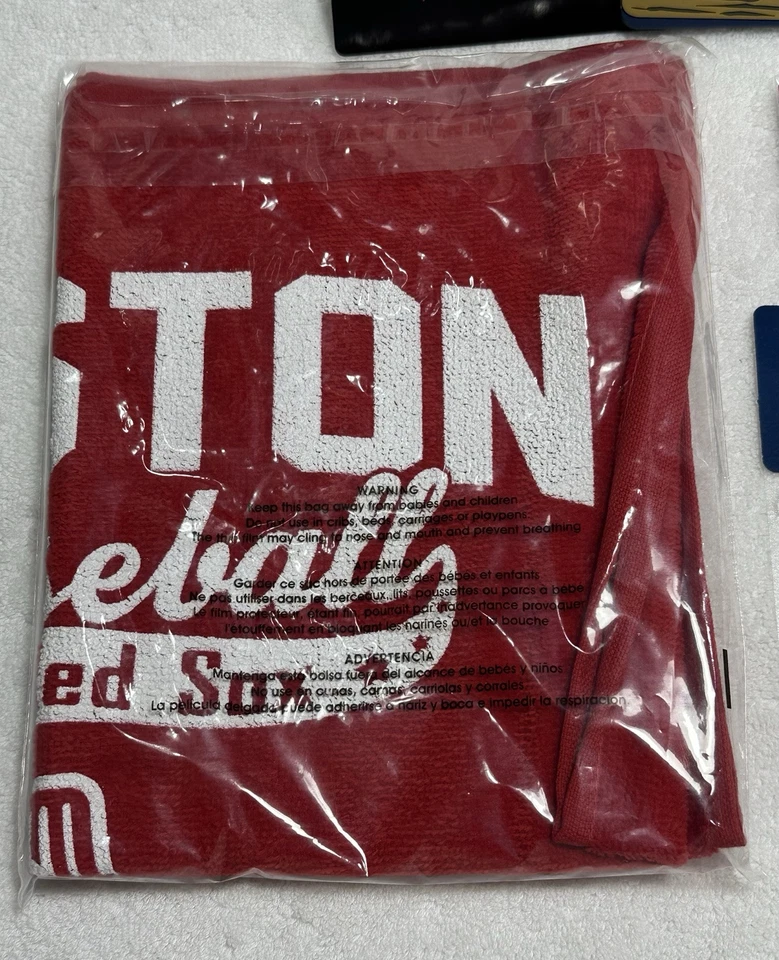 STON
WARNING
Keep this bag away from babies and children
Do not use in cribs, beds, carriages or playpens.
The thin film may cling to nose and mouth and prevent breathing
eball
ATTENTION
Garder ce sac hors de portée des bébés et enfants
Ne pas utiliser dans les berceaux, lits, poussettes ou parcs à bébé
Le film protecteur, étant fin, pourrait par inadvertance provoquer
l'étouffement en bloquant les narines ou/et la bouche
ed Sox
ADVERTENCIA
Mantenga esta bolsa fuera del alcance de bebés y niños
No use en cunas, camas, carriolas y corrales
La película delgada puede adherirse a nariz y boca e impedir la respiración
m